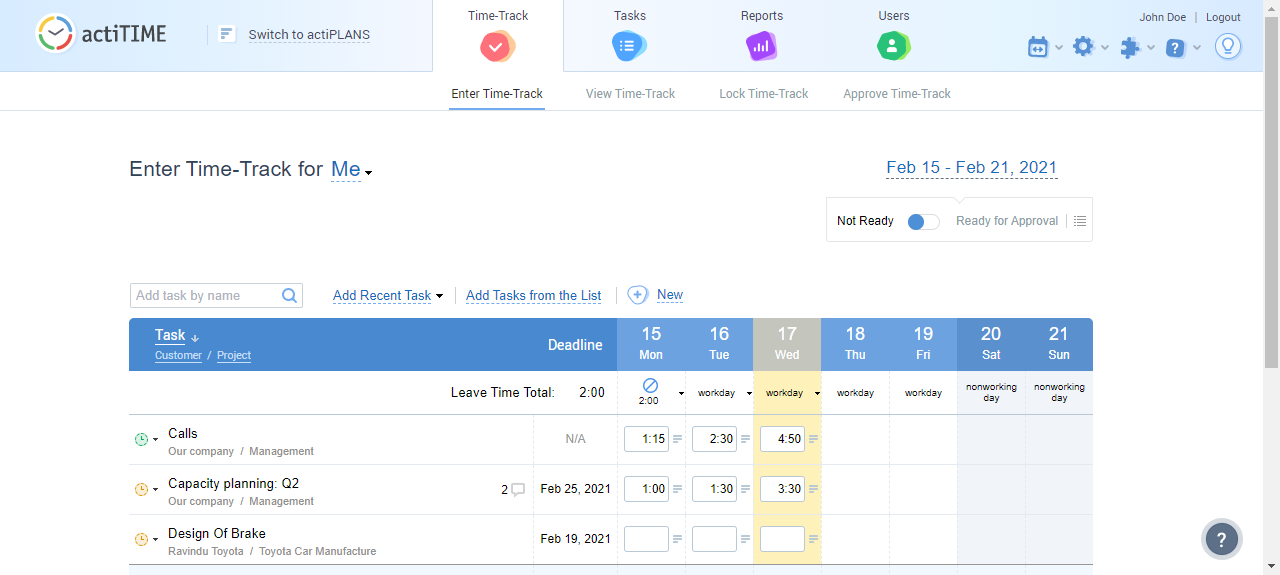 actiTIME
Switch to actiPLANS
Time-Track
Tasks
Reports
Users
John Doe | Logout
Enter Time-Track
View Time-Track
Lock Time-Track
Approve Time-Track
Enter Time-Track for Me
Feb 15 - Feb 21, 2021
Not Ready
Ready for Approval
Add task by name
Add Recent Task
Add Tasks from the List
New
Task ↓
Customer / Project
Deadline
15 16 17 18 19 20 21
Mon Tue Wed Thu Fri Sat Sun
Leave Time Total: 2:00
2:00
workday
workday
workday
workday
nonworking
day
nonworking
day
Calls
Our company / Management
N/A
1:15 2:30 4:50
Capacity planning: Q2
Our company / Management
2
Feb 25, 2021
1:00 1:30 3:30
Design Of Brake
Ravindu Toyota / Toyota Car Manufacture
Feb 19, 2021
?